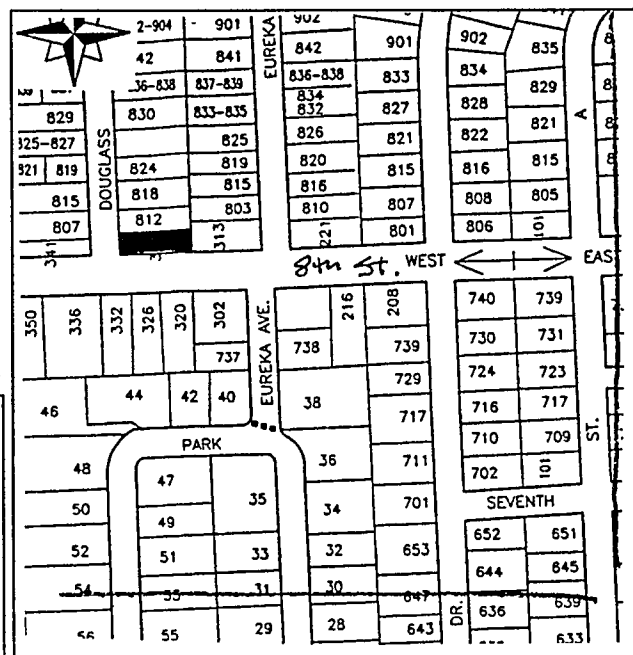 2-904 901 902 901 902 835
42 841 842 833 834 829
36-838 837-839 836-838
829 830 833-835 834 832 827 828 821
825-827 825 826 821 822
821 819 824 819 820 815 816 815
815 818 815 816 807 808 805
807 812 803 810 801 806 101
341 313 221
DOUGLASS
EUREKA
A
8th St. WEST EAS
350 336 332 326 320 302 216 208 740 739
737 738 739 730 731
EUREKA AVE.
46 44 42 40 38 729 724 723
717 716 717
PARK
48 47 36 711 710 709
ST.
702 101
50 49 35 34 701
SEVENTH
52 51 33 32 653 652 651
54 53 31 30 647 644 645
DR.
636 639
56 55 29 28 643 633